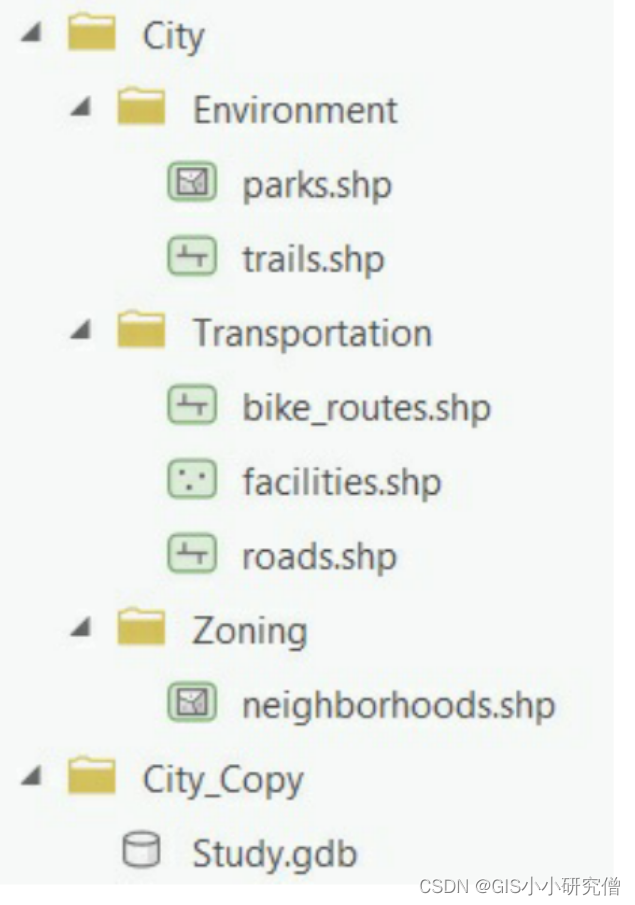 City
Environment
parks.shp
trails.shp
Transportation
bike_routes.shp
facilities.shp
roads.shp
Zoning
neighborhoods.shp
City_Copy
Study.gdb
CSDN @GIS小小研究僧